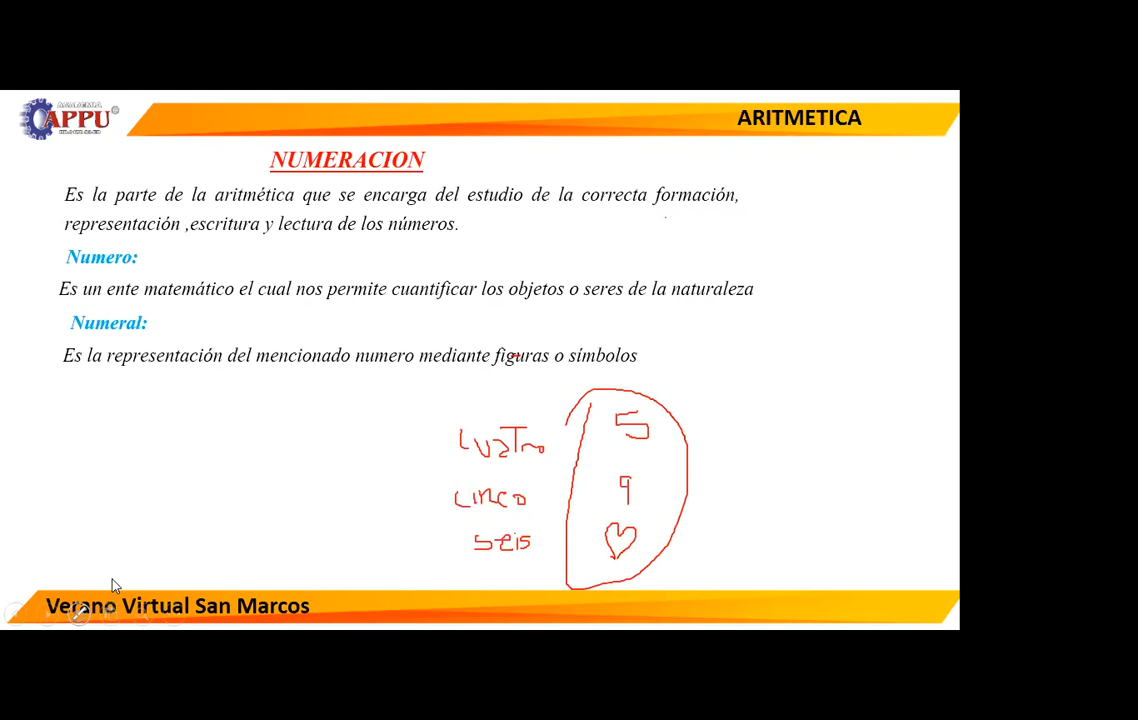 ACADEMIA
APPU
ARITMETICA
NUMERACION
Es la parte de la aritmética que se encarga del estudio de la correcta formación,
representación ,escritura y lectura de los números.
Numero:
Es un ente matemático el cual nos permite cuantificar los objetos o seres de la naturaleza
Numeral:
Es la representación del mencionado numero mediante figuras o símbolos
cuatro 5
cinco 9
seis
Verano Virtual San Marcos